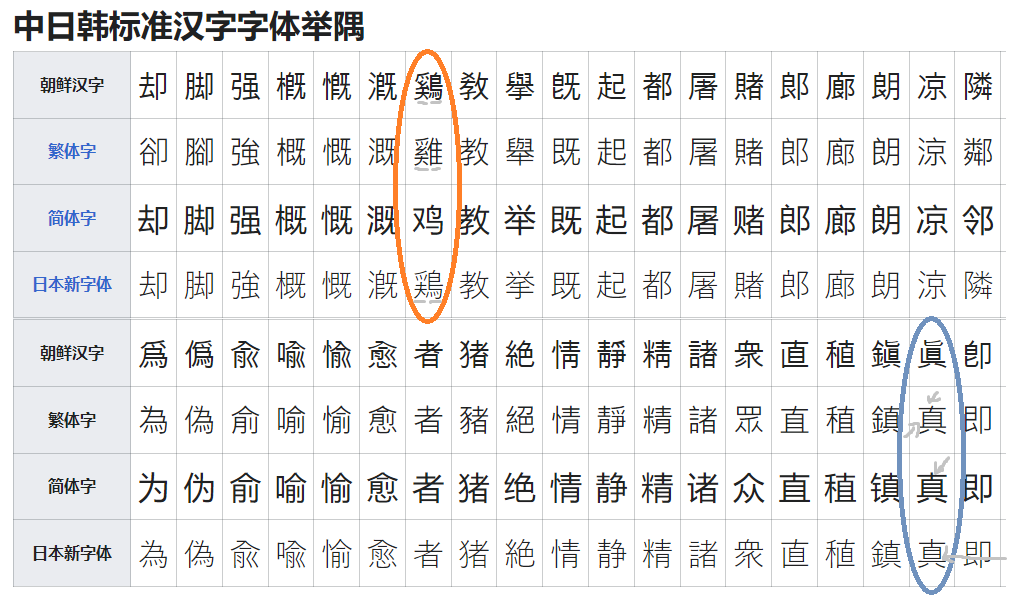 中日韩标准汉字字体举隅
朝鲜汉字 却 脚 强 槪 慨 漑 鷄 敎 擧 旣 起 都 屠 賭 郎 廊 朗 凉 隣
繁体字 卻 腳 強 概 慨 溉 雞 教 舉 既 起 都 屠 賭 郎 廊 朗 涼 鄰
简体字 却 脚 强 概 慨 溉 鸡 教 举 既 起 都 屠 赌 郎 廊 朗 凉 邻
日本新字体 却 脚 強 概 慨 漑 鶏 教 挙 既 起 都 屠 賭 郎 廊 朗 涼 隣
朝鲜汉字 爲 僞 兪 喩 愉 愈 者 猪 絶 情 靜 精 諸 衆 直 稙 鎭 眞 卽
繁体字 為 偽 俞 喻 愉 愈 者 豬 絕 情 靜 精 諸 眾 直 稙 鎮 真 即
简体字 为 伪 俞 喻 愉 愈 者 猪 绝 情 静 精 诸 众 直 稙 镇 真 即
日本新字体 為 偽 兪 喩 愉 愈 者 猪 絶 情 静 精 諸 衆 直 稙 鎮 真 即